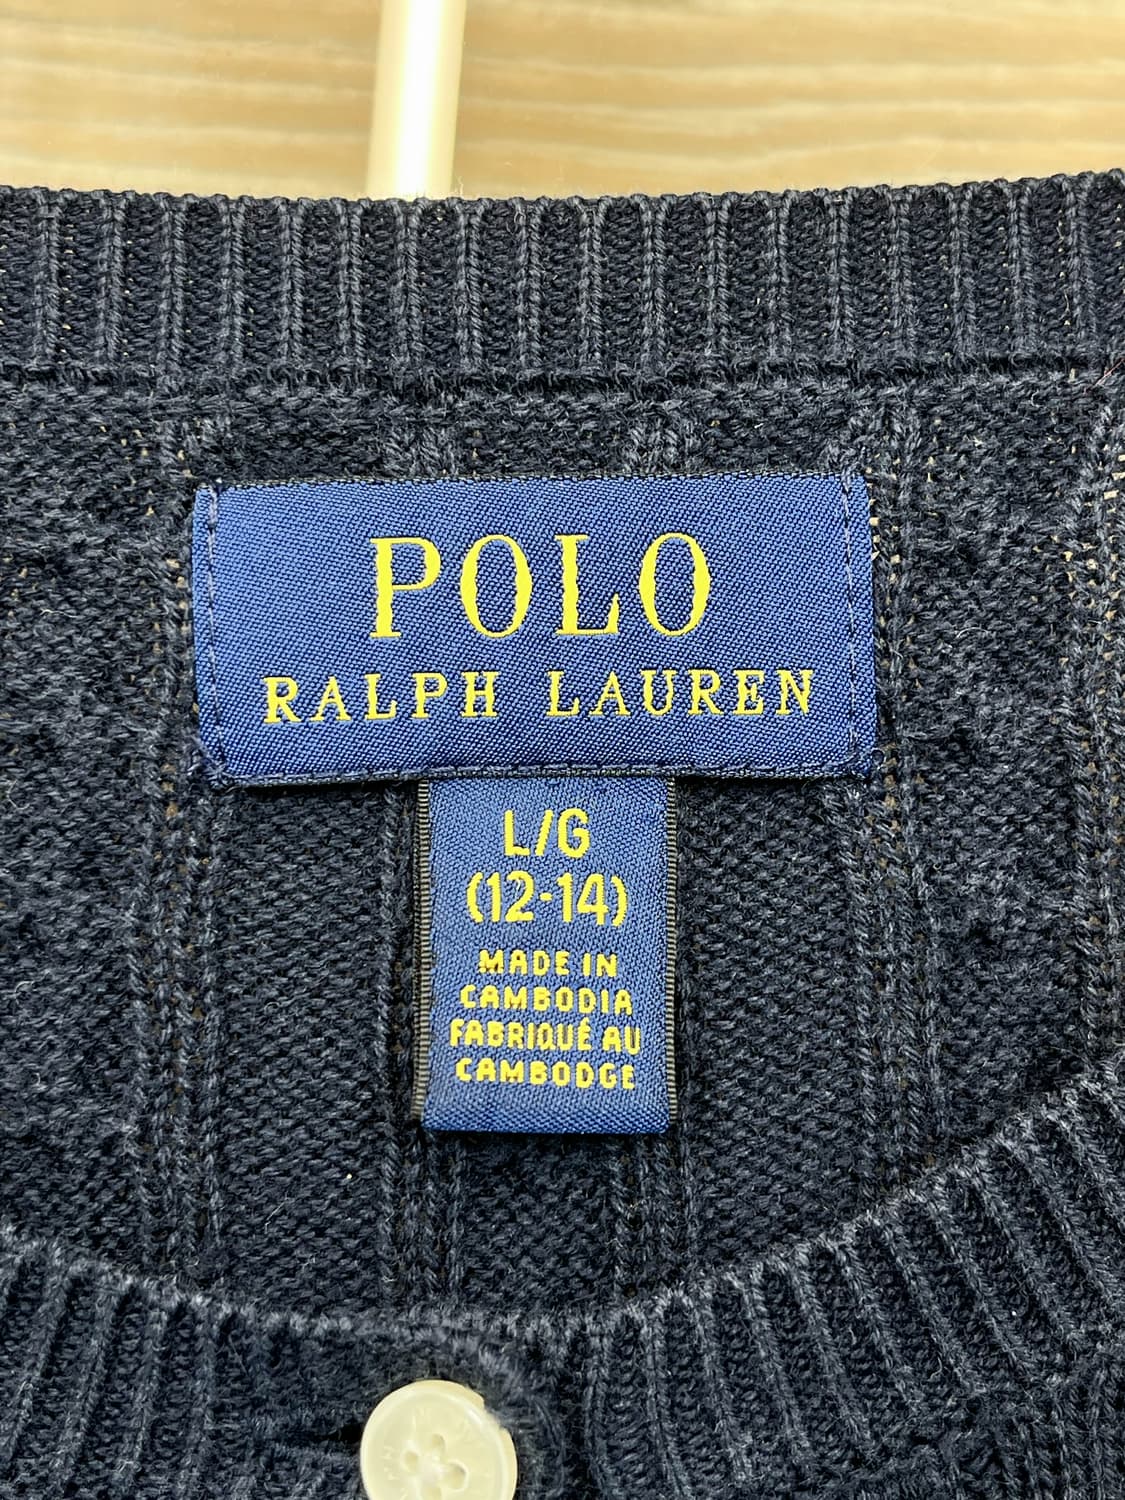 POLO
RALPH LAUREN
L/G
(12-14)
MADE IN
CAMBODIA
FABRIQUÉ AU
CAMBODGE